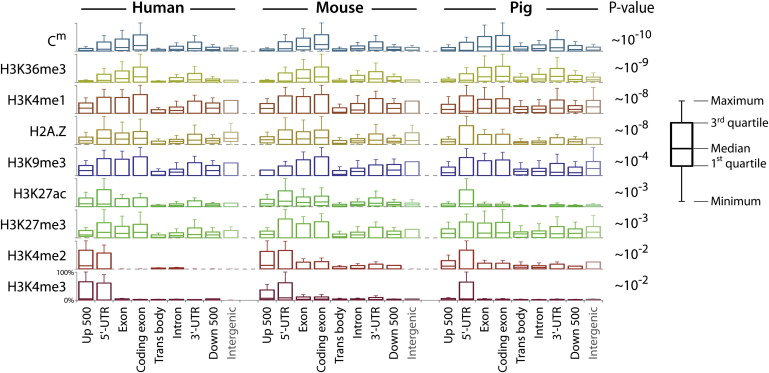 Human Mouse Pig P-value
C^m ~10^-10
H3K36me3 ~10^-9
H3K4me1 ~10^-8
H2A.Z ~10^-8
H3K9me3 ~10^-4
H3K27ac ~10^-3
H3K27me3 ~10^-3
H3K4me2 ~10^-2
H3K4me3 ~10^-2
100%
0%
Up 500 5'-UTR Exon Coding exon Trans body Intron 3'-UTR Down 500 Intergenic
Up 500 5'-UTR Exon Coding exon Trans body Intron 3'-UTR Down 500 Intergenic
Up 500 5'-UTR Exon Coding exon Trans body Intron 3'-UTR Down 500 Intergenic
Maximum
3rd quartile
Median
1st quartile
Minimum